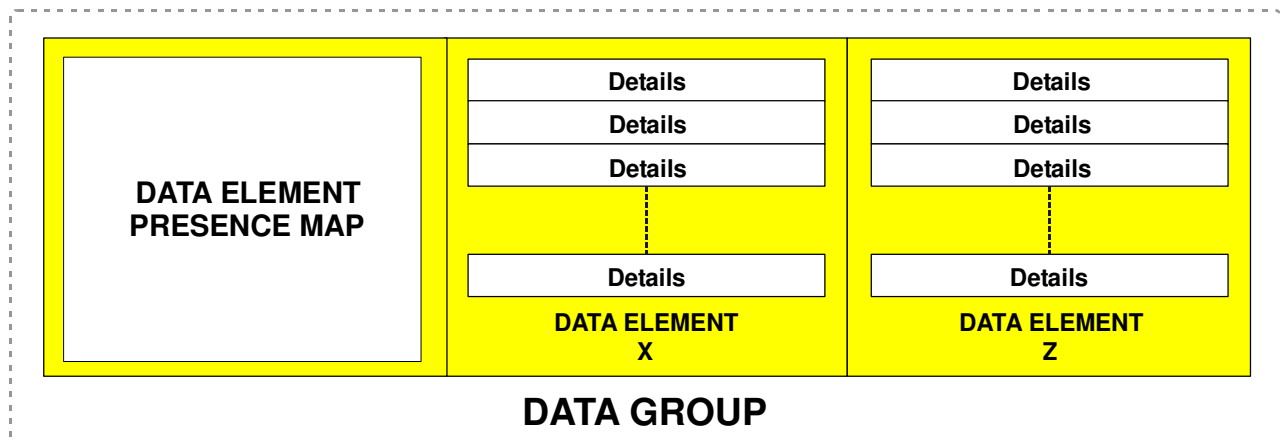 DATA ELEMENT
PRESENCE MAP
Details
Details
Details
Details
DATA ELEMENT
X
Details
Details
Details
Details
DATA ELEMENT
Z
DATA GROUP